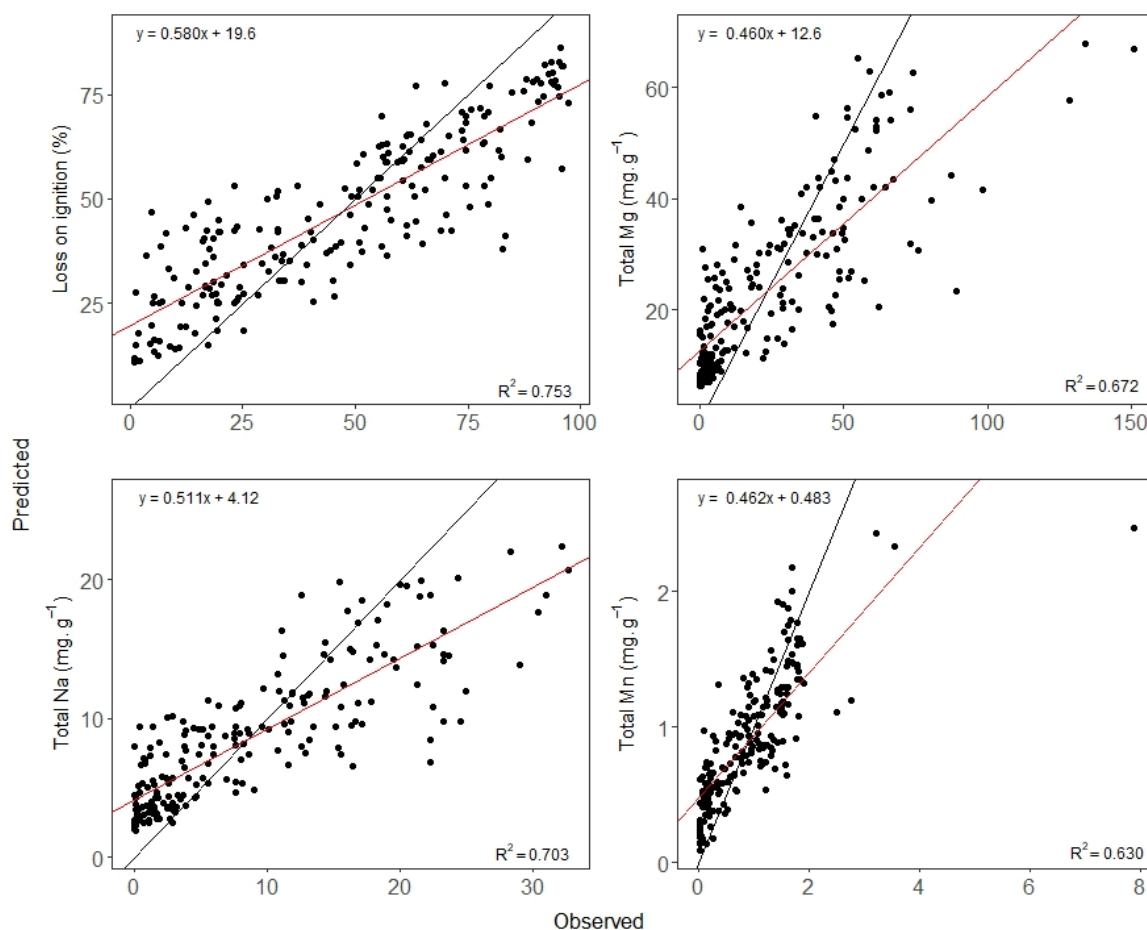 y = 0.580x + 19.6
Loss on ignition (%)
75
50
25
R² = 0.753
0 25 50 75 100
y = 0.460x + 12.6
Total Mg (mg. g⁻¹)
60
40
20
R² = 0.672
0 50 100 150
Predicted
y = 0.511x + 4.12
Total Na (mg. g⁻¹)
20
10
0
R² = 0.703
0 10 20 30
y = 0.462x + 0.483
Total Mn (mg. g⁻¹)
2
1
0
R² = 0.630
0 2 4 6 8
Observed